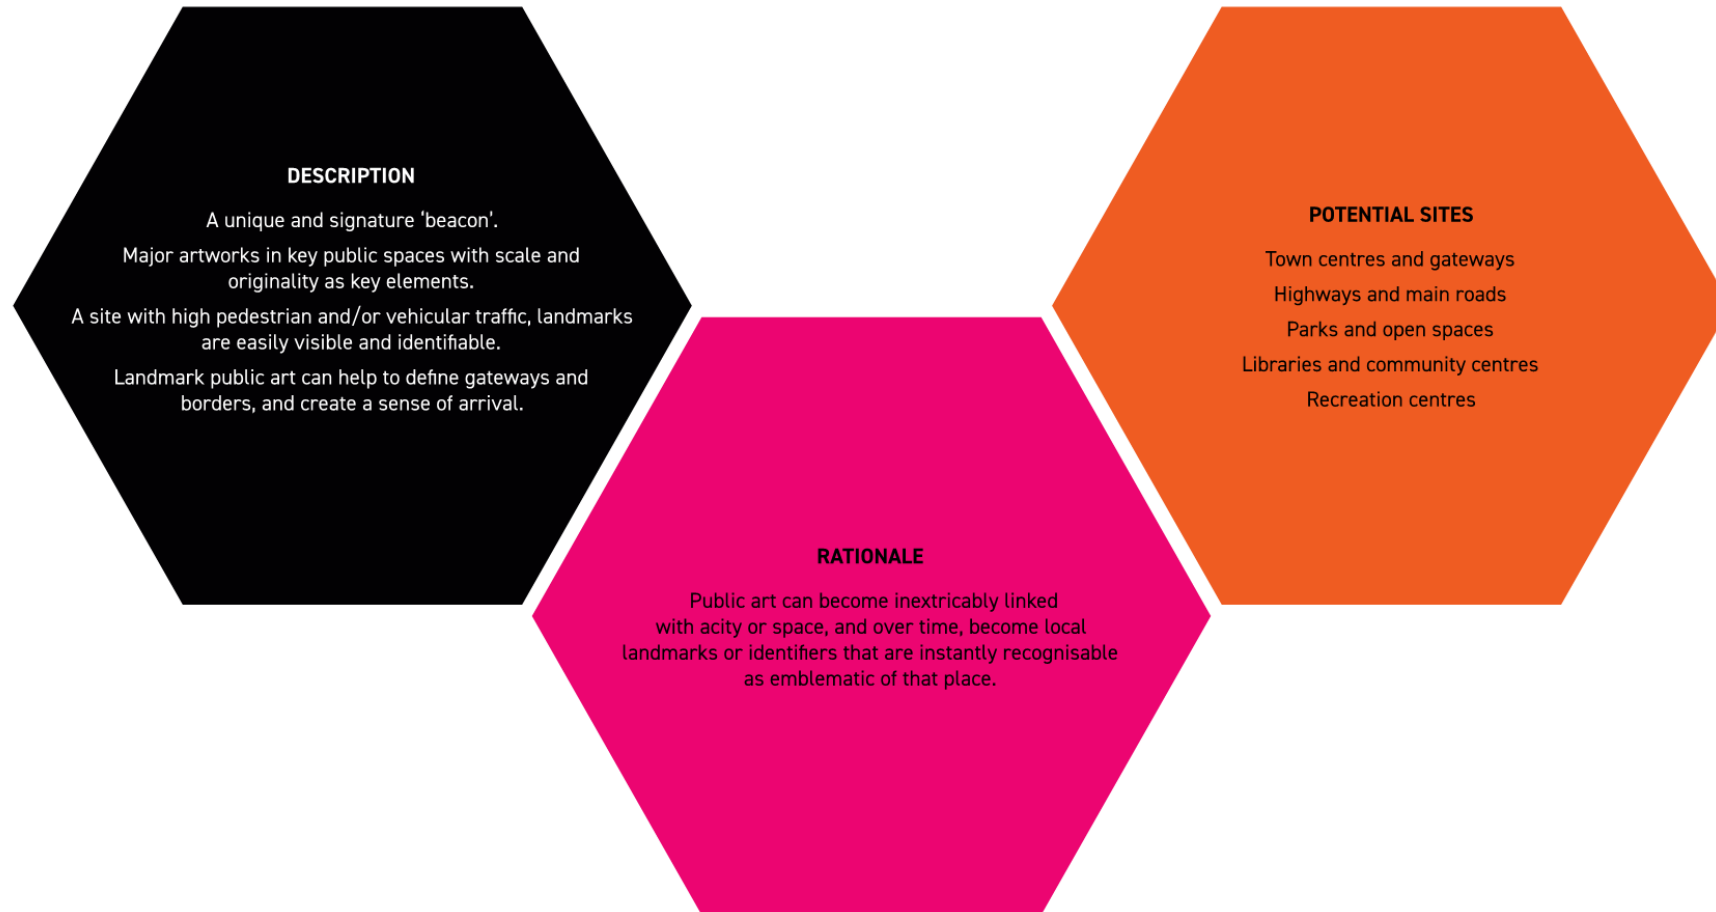 DESCRIPTION
A unique and signature ‘beacon’.
Major artworks in key public spaces with scale and
originality as key elements.
A site with high pedestrian and/or vehicular traffic, landmarks
are easily visible and identifiable.
Landmark public art can help to define gateways and
borders, and create a sense of arrival.
RATIONALE
Public art can become inextricably linked
with acity or space, and over time, become local
landmarks or identifiers that are instantly recognisable
as emblematic of that place.
POTENTIAL SITES
Town centres and gateways
Highways and main roads
Parks and open spaces
Libraries and community centres
Recreation centres